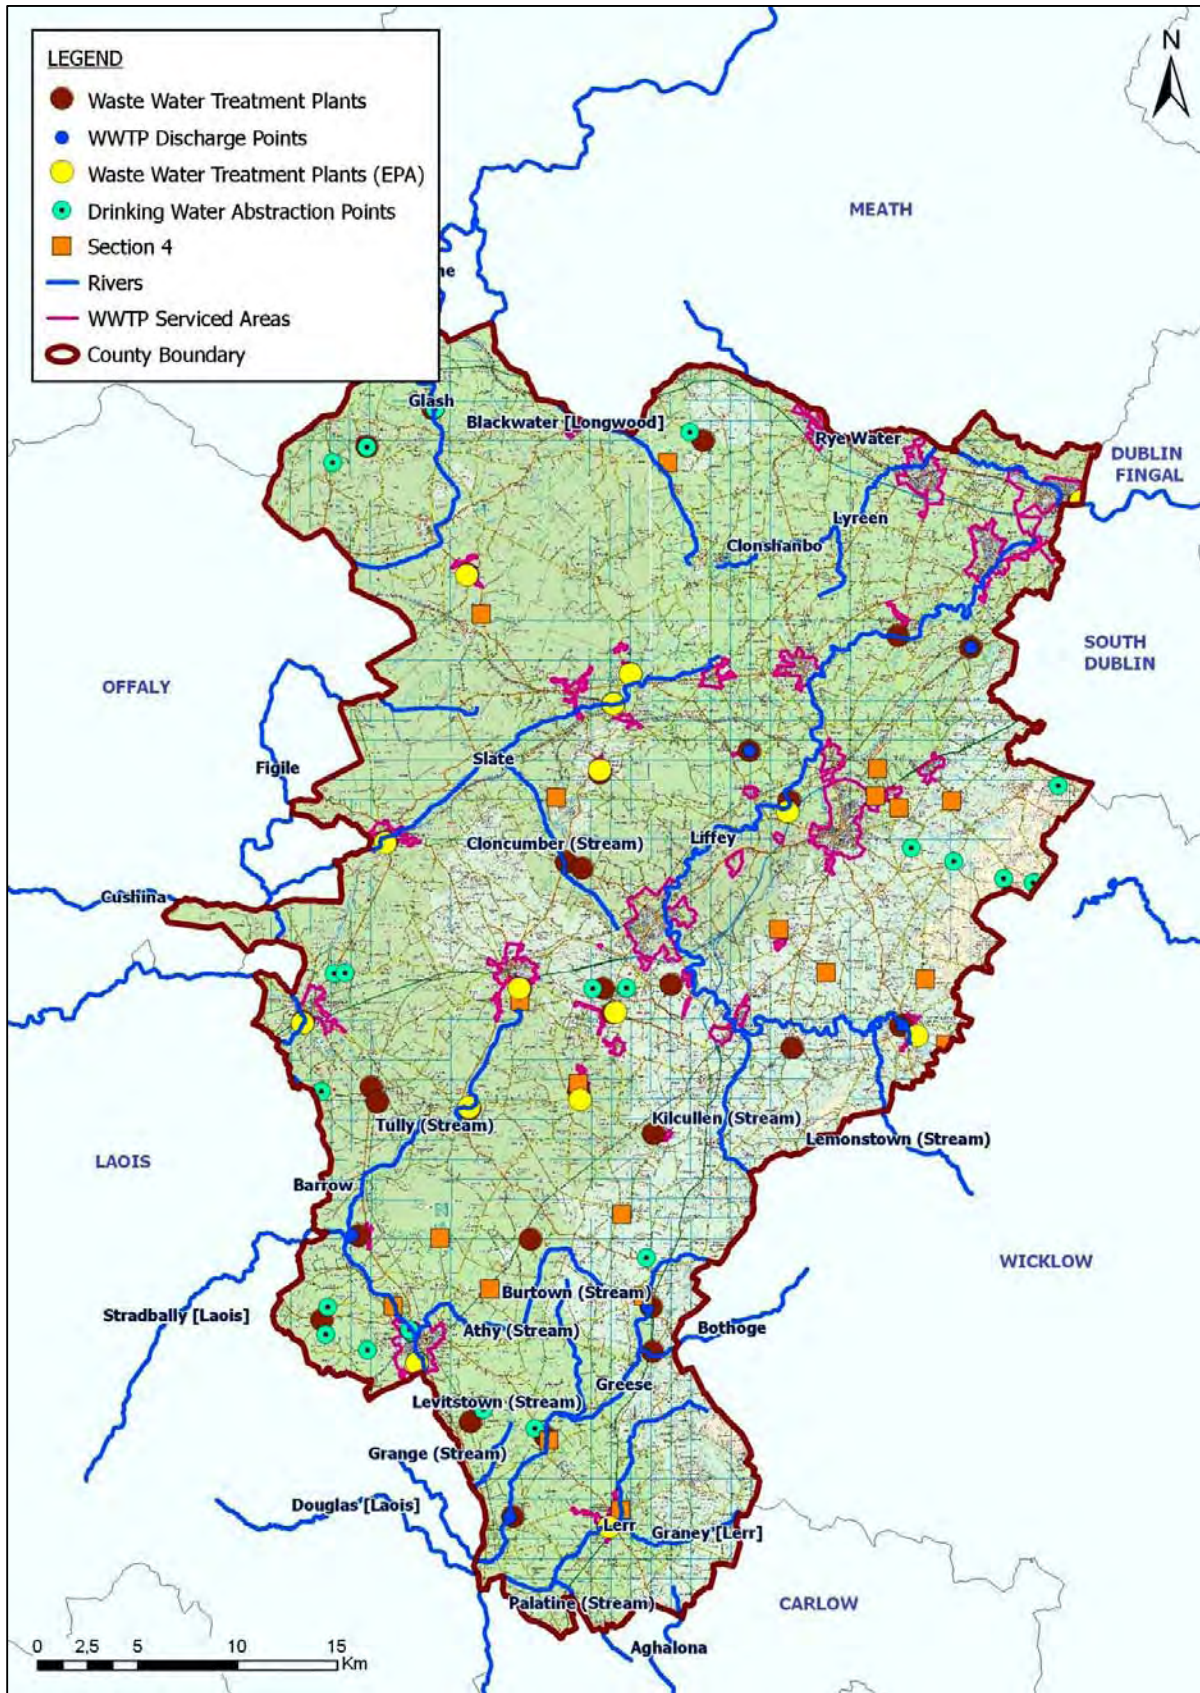 LEGEND
Waste Water Treatment Plants
WWTP Discharge Points
Waste Water Treatment Plants (EPA)
Drinking Water Abstraction Points
Section 4
Rivers
WWTP Serviced Areas
County Boundary
N
MEATH
ne
Glash
Blackwater [Longwood]
Rye Water
DUBLIN
FINGAL
Lyreen
Clonshanbo
SOUTH
DUBLIN
OFFALY
Figile
Slate
Liffey
Cloncumber (Stream)
Cushina
Tully (Stream)
Kilcullen (Stream)
Lemonstown (Stream)
LAOIS
Barrow
WICKLOW
Stradbally [Laois]
Burtown (Stream)
Athy (Stream)
Bothoge
Greese
Levitstown (Stream)
Grange (Stream)
Douglas [Laois]
Lerr
Graney [Lerr]
Palatine (Stream)
CARLOW
Aghalona
0 2,5 5 10 15
Km